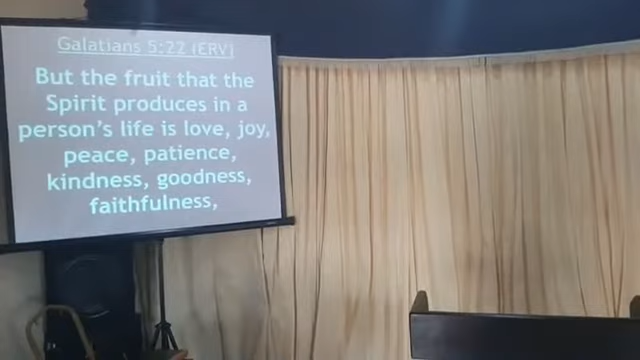 Galatians 5:22 (ERV)
But the fruit that the
Spirit produces in a
person's life is love, joy,
peace, patience,
kindness, goodness,
faithfulness,